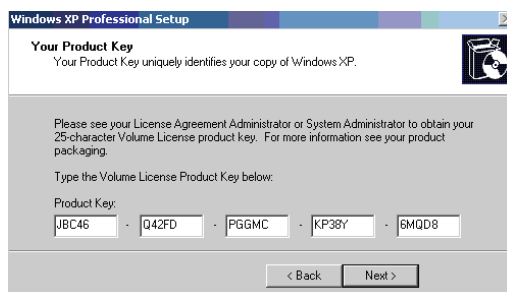 Windows XP Professional Setup
Your Product Key
Your Product Key uniquely identifies your copy of Windows XP.
Please see your License Agreement Administrator or System Administrator to obtain your
25-character Volume License product key. For more information see your product
packaging.
Type the Volume License Product Key below:
Product Key:
JBC46 - Q42FD - PGGMC - KP38Y - 6MQD8
< Back Next >